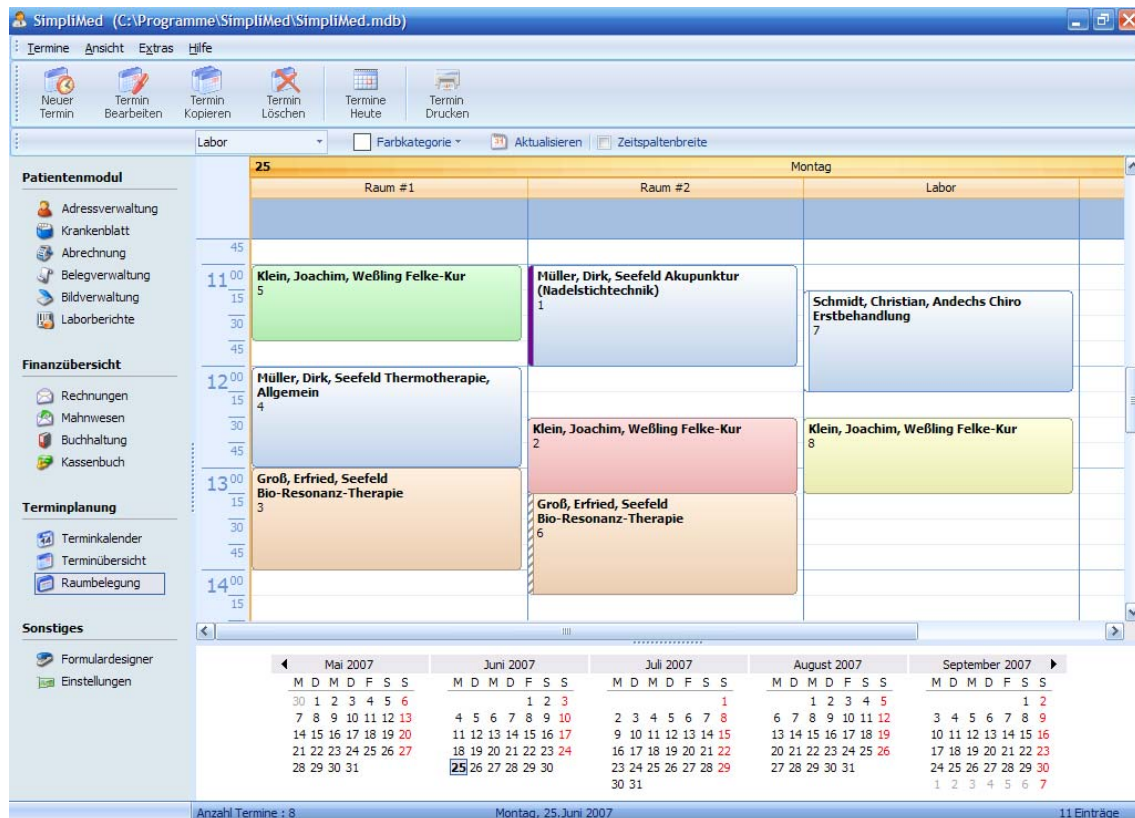 SimpliMed (C:\Programme\SimpliMed\SimpliMed.mdb)
Termine Ansicht Extras Hilfe
Neuer Termin
Termin Bearbeiten
Termin Kopieren
Termin Löschen
Termine Heute
Termin Drucken
Labor Farbkategorie 31 Aktualisieren Zeitspaltenbreite
Patientenmodul
Adressverwaltung
Krankenblatt
Abrechnung
Belegverwaltung
Bildverwaltung
Laborberichte
Finanzübersicht
Rechnungen
Mahnwesen
Buchhaltung
Kassenbuch
Terminplanung
Terminkalender
Terminübersicht
Raumbelegung
Sonstiges
Formulardesigner
Einstellungen
25 Montag
Raum #1 Raum #2 Labor
45
11 00
15
30
45
12 00
15
30
45
13 00
15
30
45
14 00
15
Klein, Joachim, Weßling Felke-Kur
5
Müller, Dirk, Seefeld Thermotherapie,
Allgemein
4
Groß, Erfried, Seefeld
Bio-Resonanz-Therapie
3
Müller, Dirk, Seefeld Akupunktur
(Nadelstichtechnik)
1
Klein, Joachim, Weßling Felke-Kur
2
Groß, Erfried, Seefeld
Bio-Resonanz-Therapie
6
Schmidt, Christian, Andechs Chiro
Erstbehandlung
7
Klein, Joachim, Weßling Felke-Kur
8
Mai 2007
M D M D F S S
30 1 2 3 4 5 6
7 8 9 10 11 12 13
14 15 16 17 18 19 20
21 22 23 24 25 26 27
28 29 30 31
Juni 2007
M D M D F S S
1 2 3
4 5 6 7 8 9 10
11 12 13 14 15 16 17
18 19 20 21 22 23 24
25 26 27 28 29 30
Juli 2007
M D M D F S S
1
2 3 4 5 6 7 8
9 10 11 12 13 14 15
16 17 18 19 20 21 22
23 24 25 26 27 28 29
30 31
August 2007
M D M D F S S
1 2 3 4 5
6 7 8 9 10 11 12
13 14 15 16 17 18 19
20 21 22 23 24 25 26
27 28 29 30 31
September 2007
M D M D F S S
1 2
3 4 5 6 7 8 9
10 11 12 13 14 15 16
17 18 19 20 21 22 23
24 25 26 27 28 29 30
1 2 3 4 5 6 7
Anzahl Termine : 8 Montag, 25.Juni 2007 11 Einträge